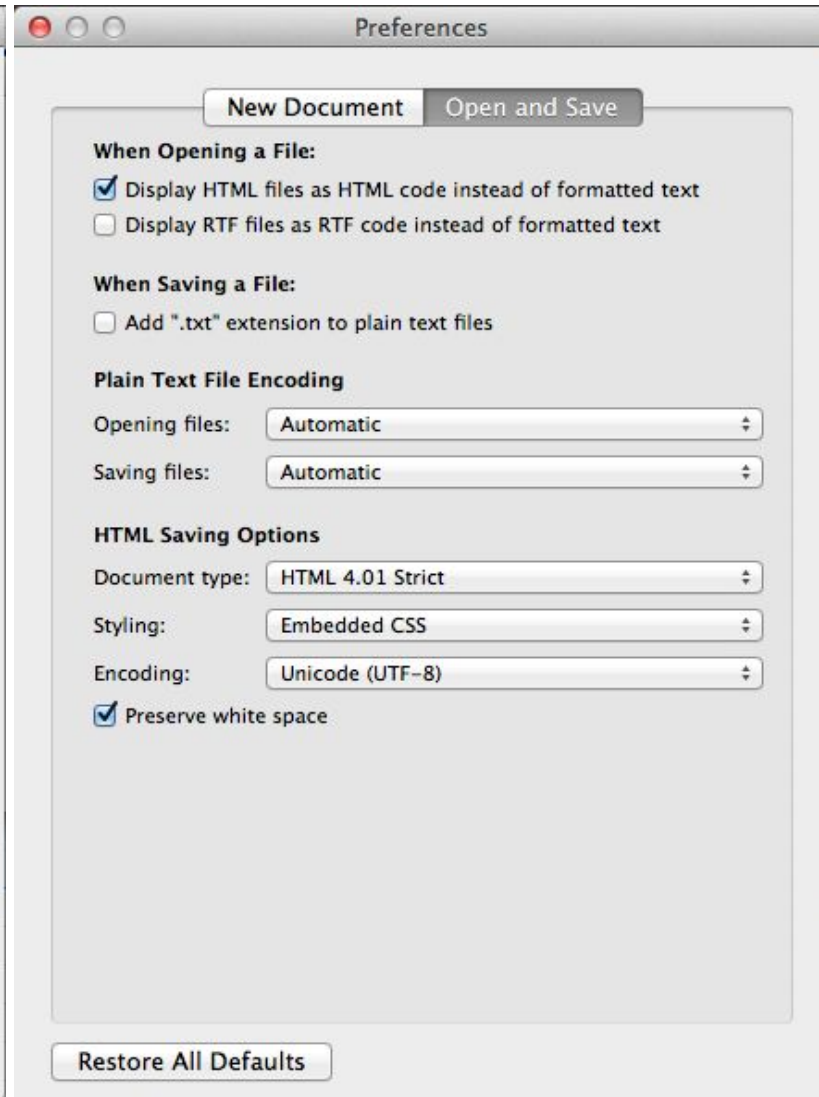 Preferences
New Document Open and Save
When Opening a File:
Display HTML files as HTML code instead of formatted text
Display RTF files as RTF code instead of formatted text
When Saving a File:
Add ".txt" extension to plain text files
Plain Text File Encoding
Opening files: Automatic
Saving files: Automatic
HTML Saving Options
Document type: HTML 4.01 Strict
Styling: Embedded CSS
Encoding: Unicode (UTF-8)
Preserve white space
Restore All Defaults